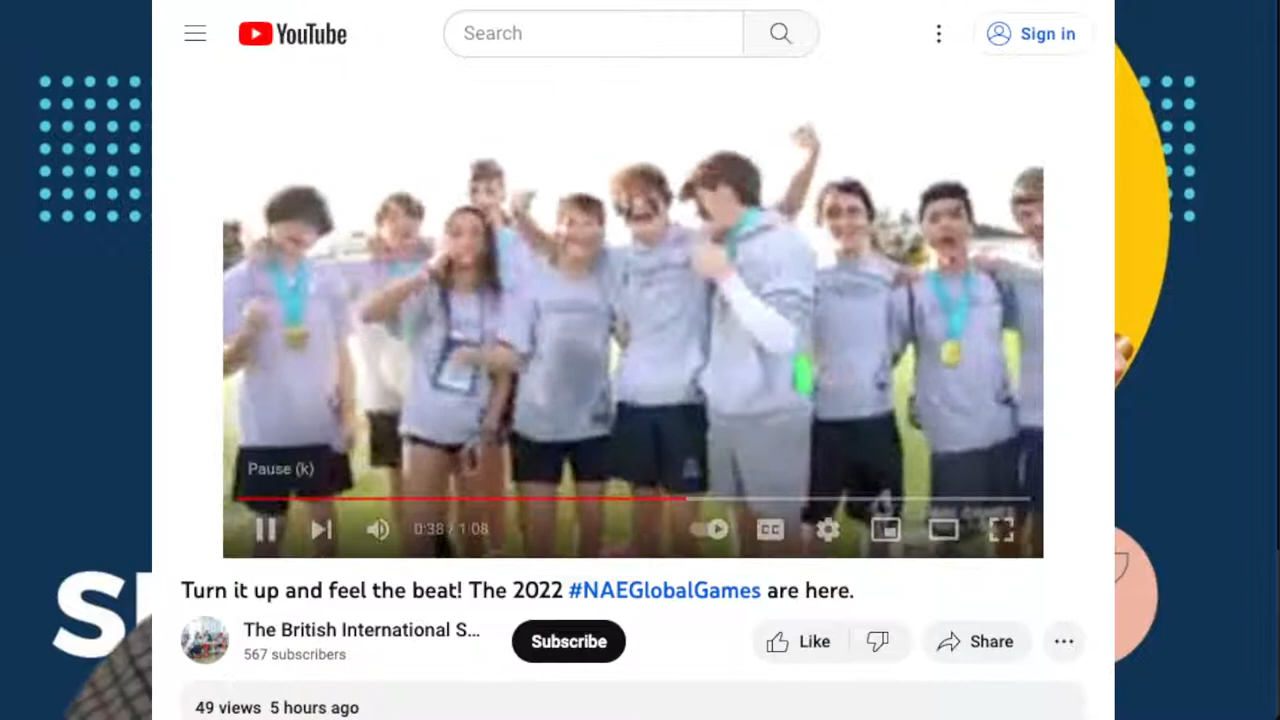 YouTube
Search
Sign in
Pause (k)
0:38 / 1:08
CC
Turn it up and feel the beat! The 2022 #NAEGlobalGames are here.
The British International S...
567 subscribers
Subscribe
Like
Share
49 views 5 hours ago